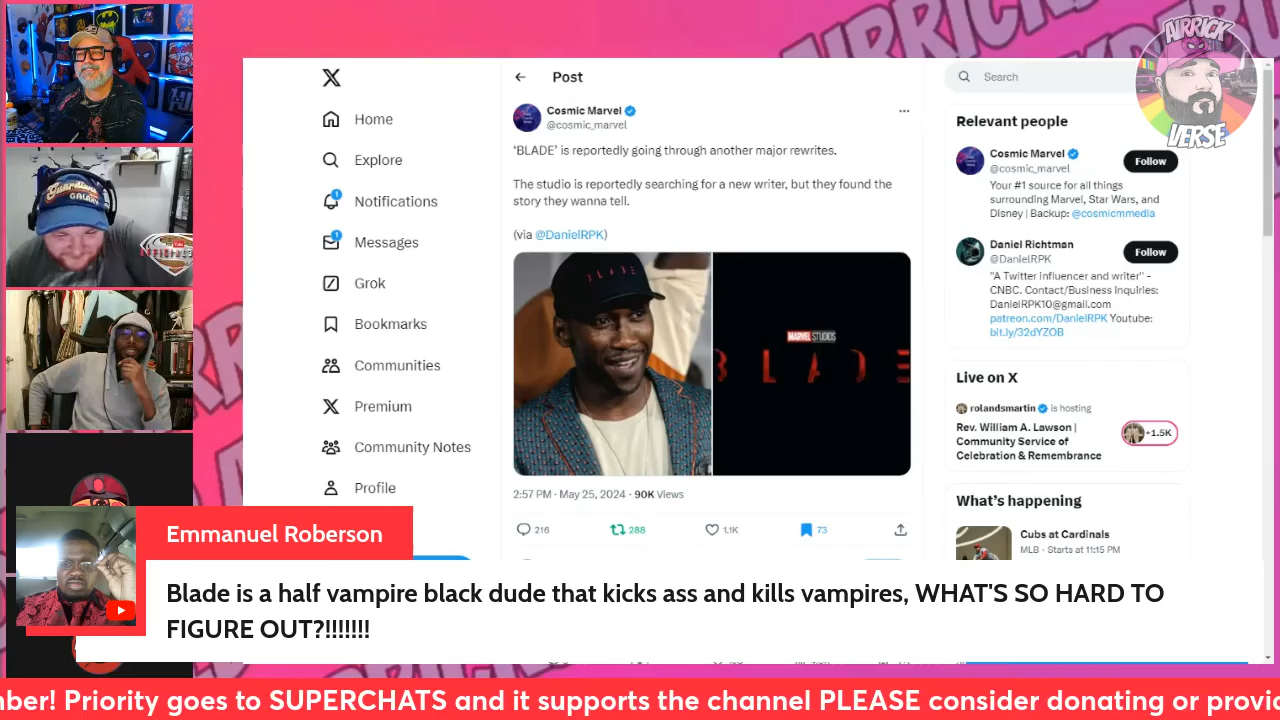 AIRRICK
VERSE
Guardians
GALAXY
X
Home
Explore
1
Notifications
1
Messages
Grok
Bookmarks
Communities
Premium
Community Notes
Profile
Post
Cosmic Marvel
@cosmic_marvel
‘BLADE’ is reportedly going through another major rewrites.
The studio is reportedly searching for a new writer, but they found the
story they wanna tell.
(via @DanielRPK)
BLADE
MARVEL STUDIOS
BLADE
2:57 PM · May 25, 2024 · 90K Views
216
288
1.1K
73
Search
Relevant people
Cosmic Marvel
Follow
@cosmic_marvel
Your #1 source for all things
surrounding Marvel, Star Wars, and
Disney | Backup: @cosmicmmedia
Daniel Richtman
Follow
@DanielRPK
"A Twitter influencer and writer" -
CNBC. Contact/Business Inquiries:
DanielRPK10@gmail.com
patreon.com/DanielRPK Youtube:
bit.ly/32dYZOB
Live on X
rolandsmartin is hosting
Rev. William A. Lawson |
Community Service of
Celebration & Remembrance
+1.5K
What’s happening
Cubs at Cardinals
MLB · Starts at 11:15 PM
Emmanuel Roberson
Blade is a half vampire black dude that kicks ass and kills vampires, WHAT'S SO HARD TO
FIGURE OUT?!!!!!!!
mber! Priority goes to SUPERCHATS and it supports the channel PLEASE consider donating or provi